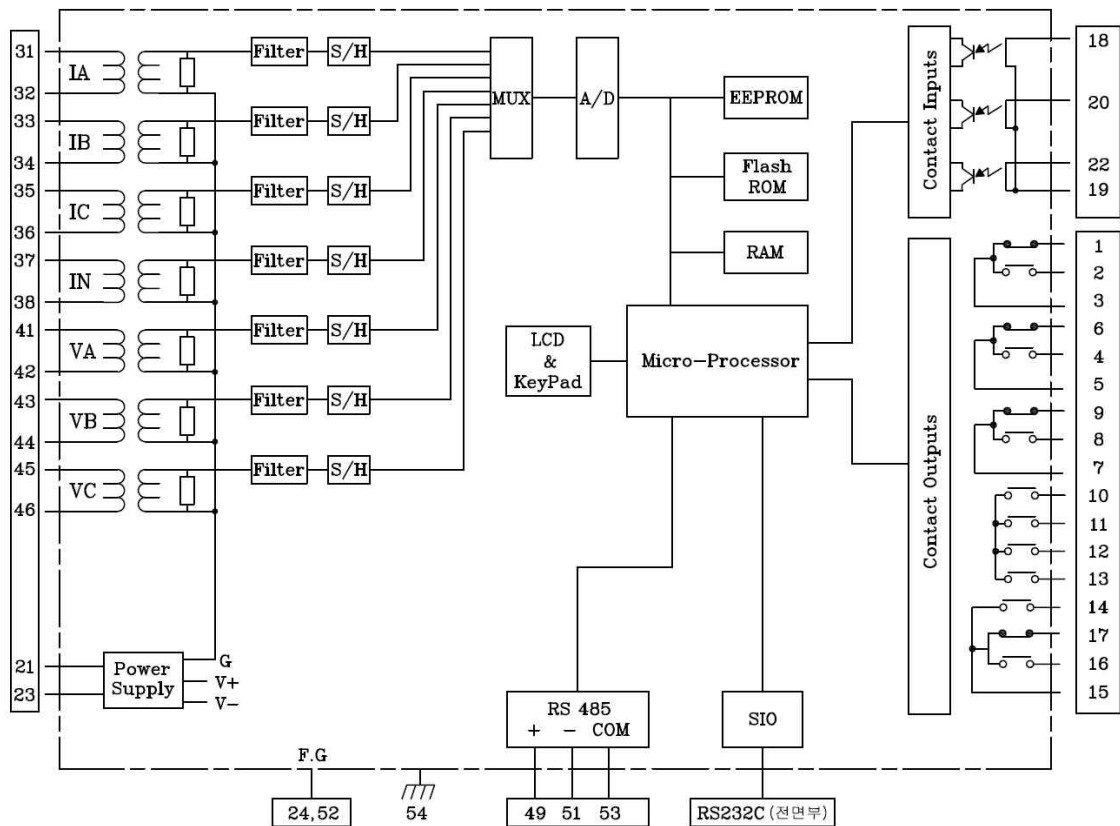 31
IA
32
33
IB
34
35
IC
36
37
IN
38
41
VA
42
43
VB
44
45
VC
46
21
23
Filter
S/H
Filter
S/H
Filter
S/H
Filter
S/H
Filter
S/H
Filter
S/H
Filter
S/H
MUX
A/D
EEPROM
Flash
ROM
RAM
LCD
&
KeyPad
Micro-Processor
Contact Inputs
18
20
22
19
Contact Outputs
1
2
3
6
4
5
9
8
7
10
11
12
13
14
17
16
15
Power
Supply
G
V+
V-
RS 485
+ - COM
SIO
F.G
24,52
54
49 51 53
RS232C (전면부)